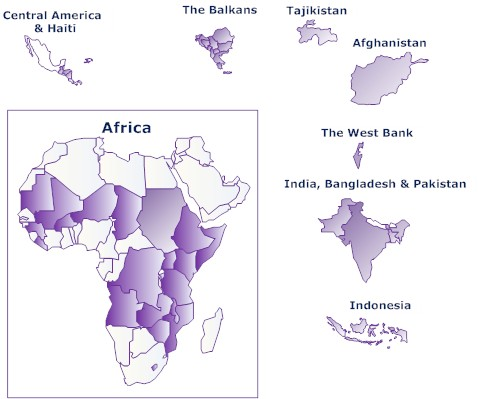 Central America
& Haiti
The Balkans
Tajikistan
Afghanistan
Africa
The West Bank
India, Bangladesh & Pakistan
Indonesia